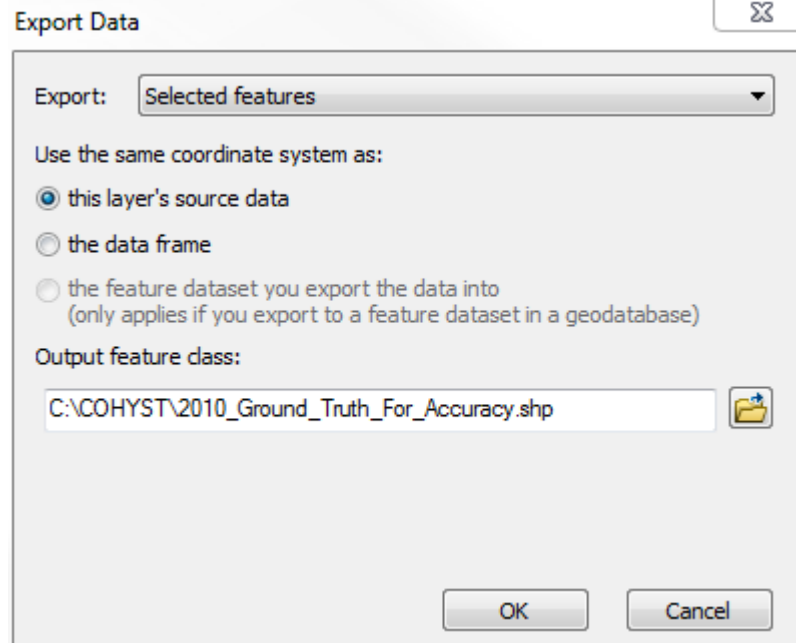 Export Data
Export: Selected features
Use the same coordinate system as:
this layer's source data
the data frame
the feature dataset you export the data into
(only applies if you export to a feature dataset in a geodatabase)
Output feature class:
C:\COHYST\2010_Ground_Truth_For_Accuracy.shp
OK Cancel